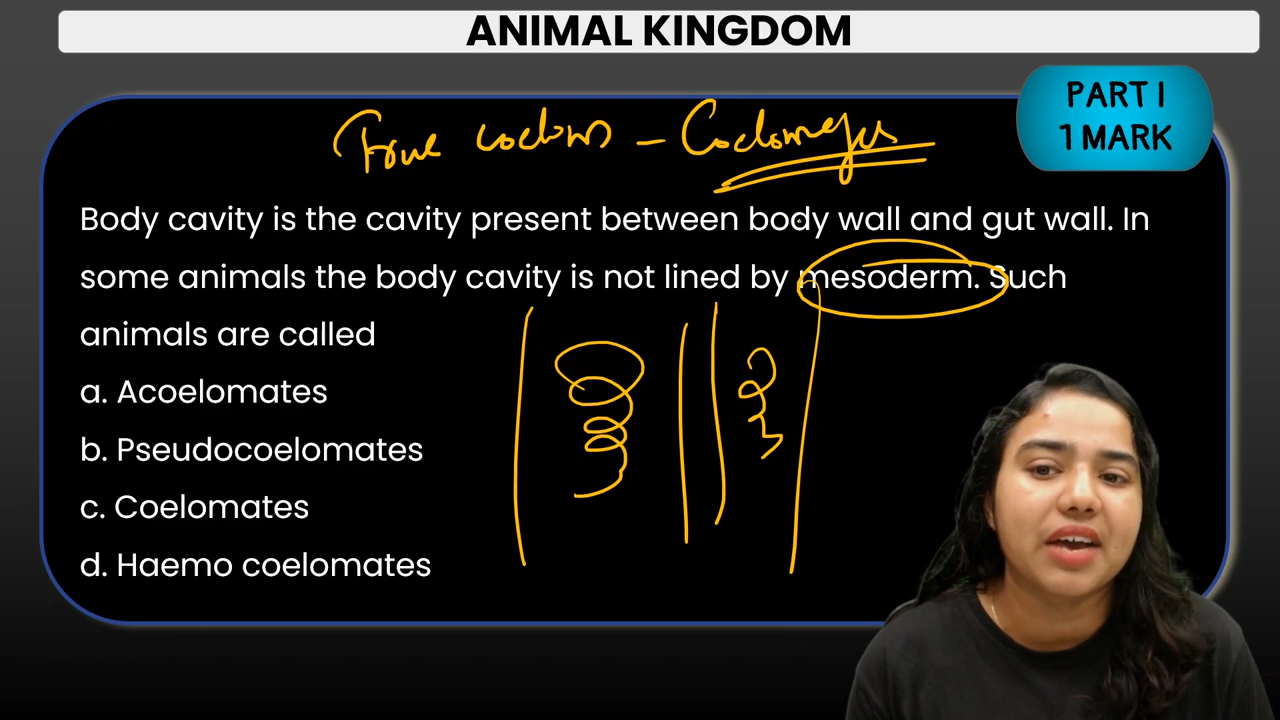 ANIMAL KINGDOM
PART I
1 MARK
True coelom - Coelomates
Body cavity is the cavity present between body wall and gut wall. In
some animals the body cavity is not lined by mesoderm. Such
animals are called
a. Acoelomates
b. Pseudocoelomates
c. Coelomates
d. Haemo coelomates